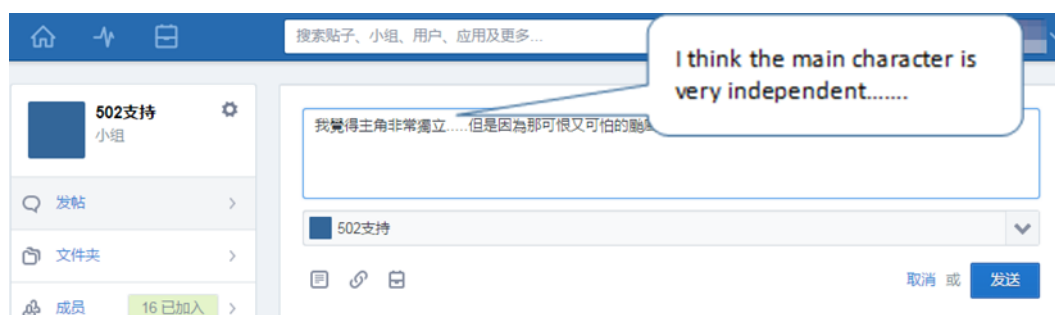 搜索贴子、小组、用户、应用及更多...
I think the main character is
very independent.......
502支持
小组
我覺得主角非常獨立.....但是因為那可恨又可怕的颱
发帖
502支持
文件夹
取消 或 发送
成员 16 已加入